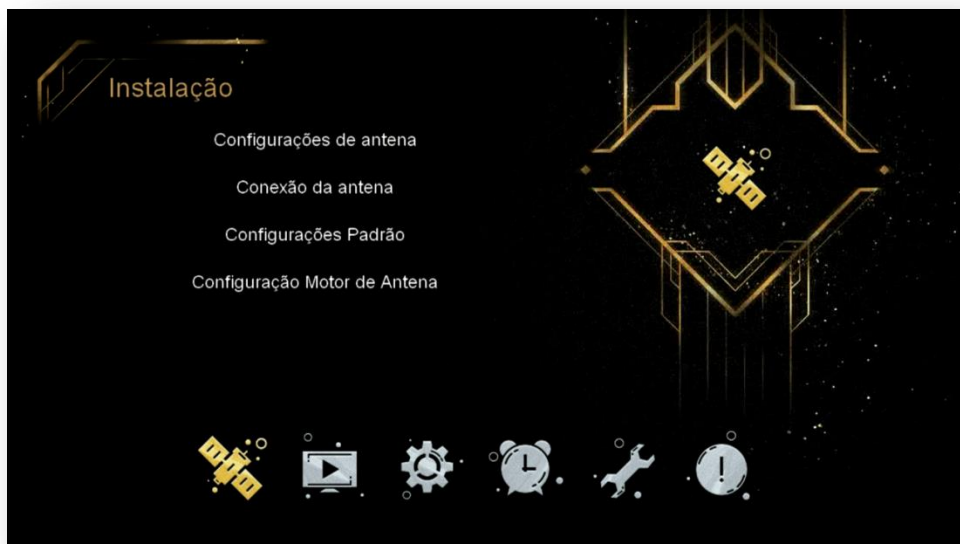 Instalação
Configurações de antena
Conexão da antena
Configurações Padrão
Configuração Motor de Antena